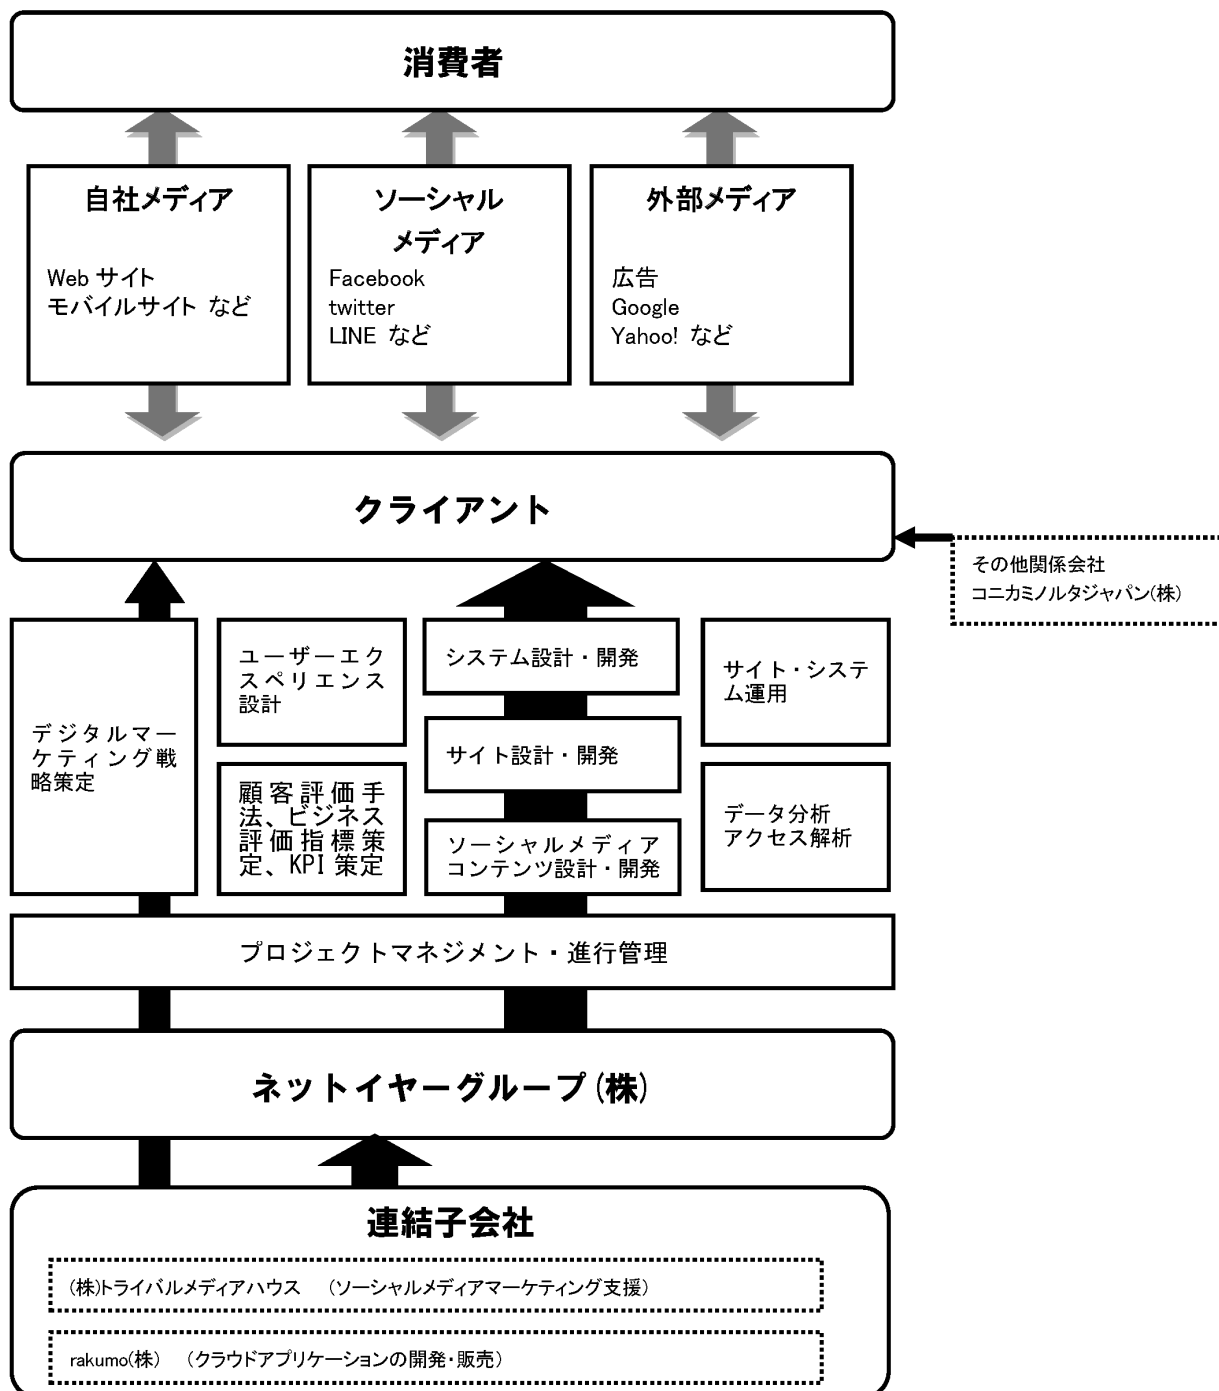 消費者
自社メディア
Web サイト
モバイルサイト など
ソーシャル
メディア
Facebook
twitter
LINE など
外部メディア
広告
Google
Yahoo! など
クライアント
その他関係会社
コニカミノルタジャパン(株)
デジタルマー
ケティング戦
略策定
ユーザーエク
スペリエンス
設計
顧客評価手
法、ビジネス
評価指標策
定、KPI 策定
システム設計・開発
サイト設計・開発
ソーシャルメディア
コンテンツ設計・開発
サイト・システ
ム運用
データ分析
アクセス解析
プロジェクトマネジメント・進行管理
ネットイヤーグループ(株)
連結子会社
(株)トライバルメディアハウス (ソーシャルメディアマーケティング支援)
rakumo(株) (クラウドアプリケーションの開発・販売)